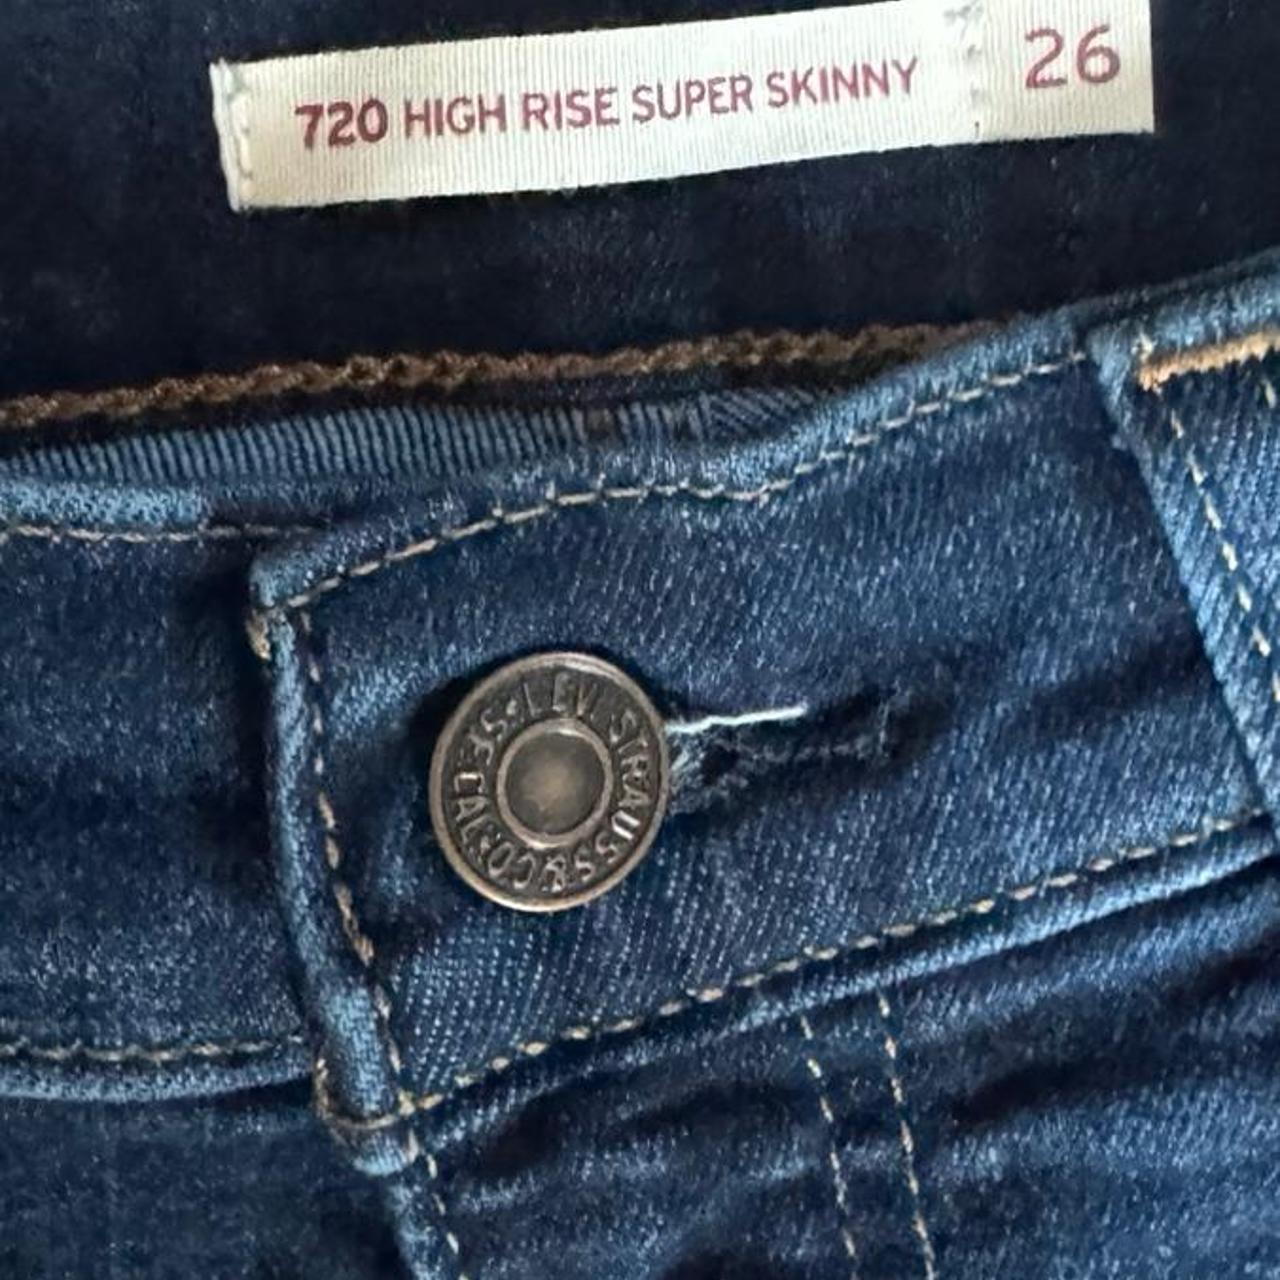 720 HIGH RISE SUPER SKINNY 26
LEVI STRAUSS & CO. S.F. CAL.